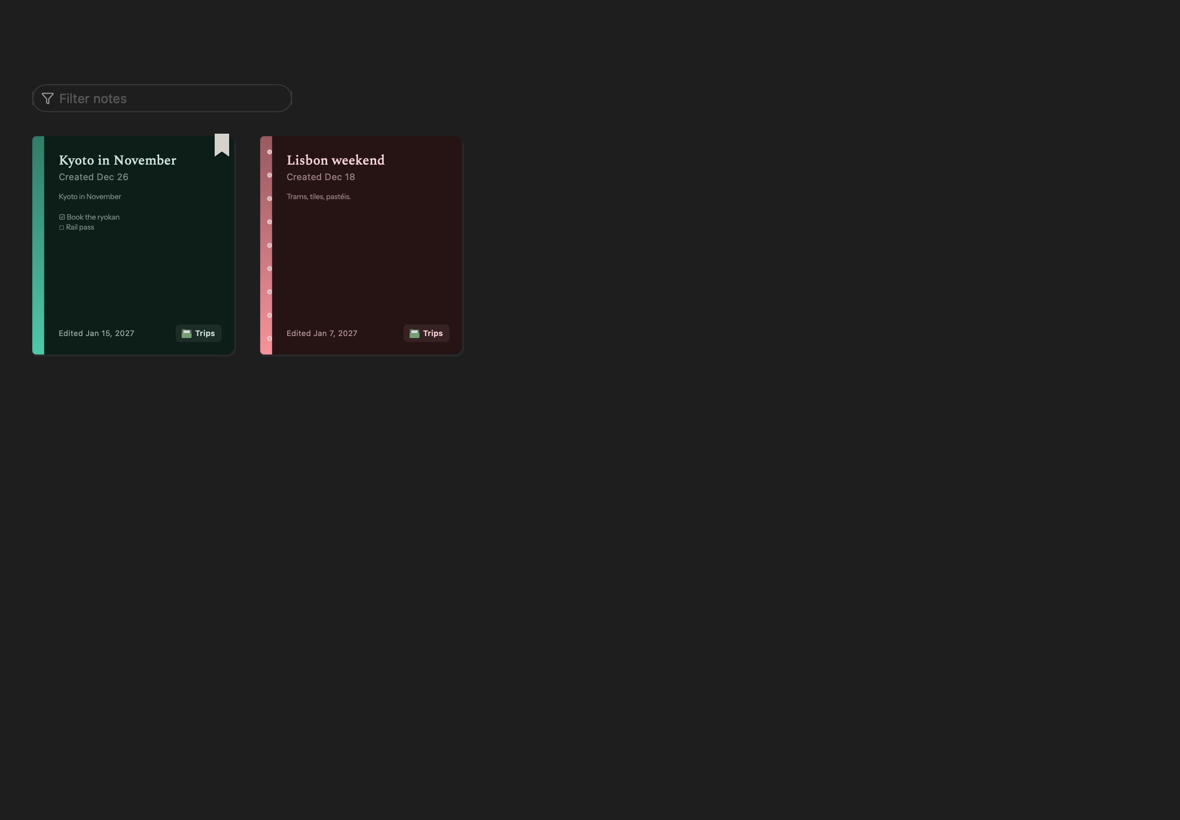 Filter notes
Kyoto in November
Created Dec 26
Kyoto in November
Book the ryokan
Rail pass
Edited Jan 15, 2027
Trips
Lisbon weekend
Created Dec 18
Trams, tiles, pastéis.
Edited Jan 7, 2027
Trips